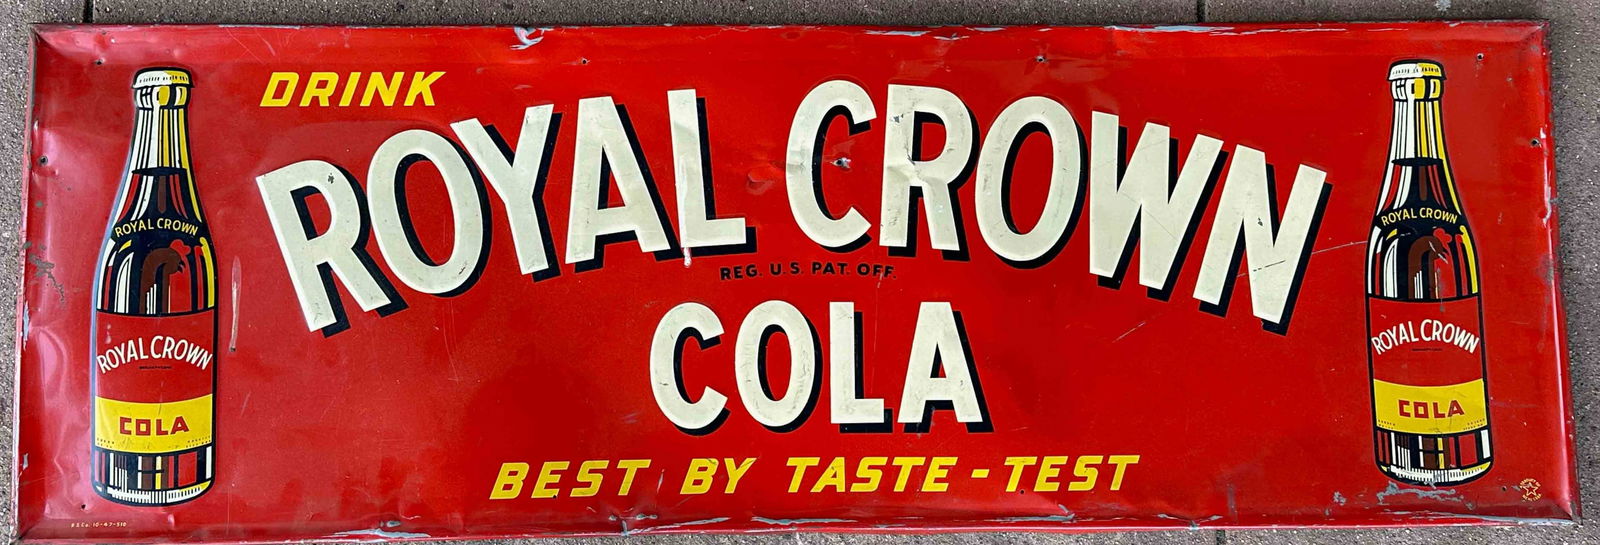 DRINK
ROYAL CROWN
REG. U.S. PAT. OFF.
COLA
BEST BY TASTE-TEST
ROYAL CROWN
ROYAL CROWN
COLA
ROYAL CROWN
ROYAL CROWN
COLA